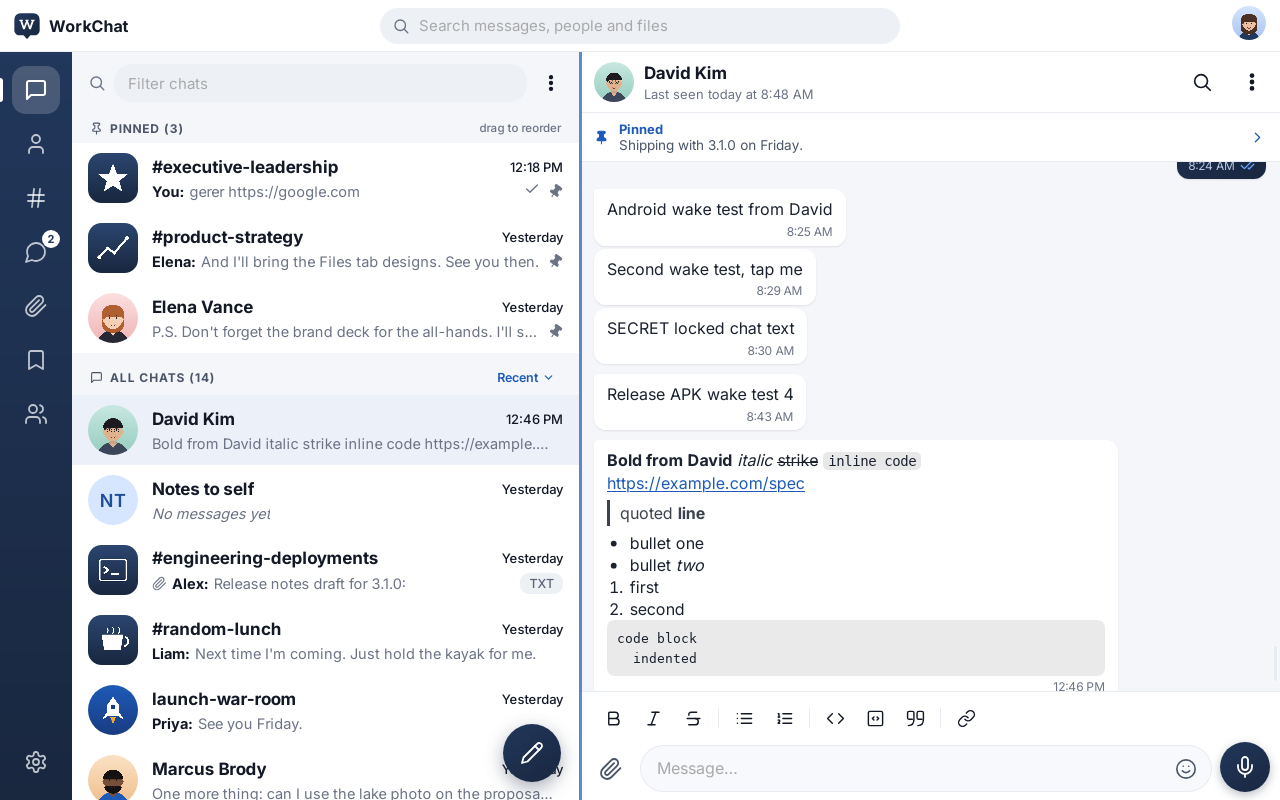 W WorkChat
Search messages, people and files
2
Filter chats
PINNED (3)
drag to reorder
#executive-leadership
12:18 PM
You: gerer https://google.com
#product-strategy
Yesterday
Elena: And I'll bring the Files tab designs. See you then.
Elena Vance
Yesterday
P.S. Don't forget the brand deck for the all-hands. I'll s...
ALL CHATS (14)
Recent
David Kim
12:46 PM
Bold from David italic strike inline code https://example....
NT
Notes to self
Yesterday
No messages yet
#engineering-deployments
Yesterday
Alex: Release notes draft for 3.1.0:
TXT
#random-lunch
Yesterday
Liam: Next time I'm coming. Just hold the kayak for me.
launch-war-room
Yesterday
Priya: See you Friday.
Marcus Brody
One more thing: can I use the lake photo on the proposa...
David Kim
Last seen today at 8:48 AM
Pinned
Shipping with 3.1.0 on Friday.
8:24 AM
Android wake test from David
8:25 AM
Second wake test, tap me
8:29 AM
SECRET locked chat text
8:30 AM
Release APK wake test 4
8:43 AM
Bold from David italic strike inline code
https://example.com/spec
quoted line
• bullet one
• bullet two
1. first
2. second
code block
  indented
12:46 PM
Message...